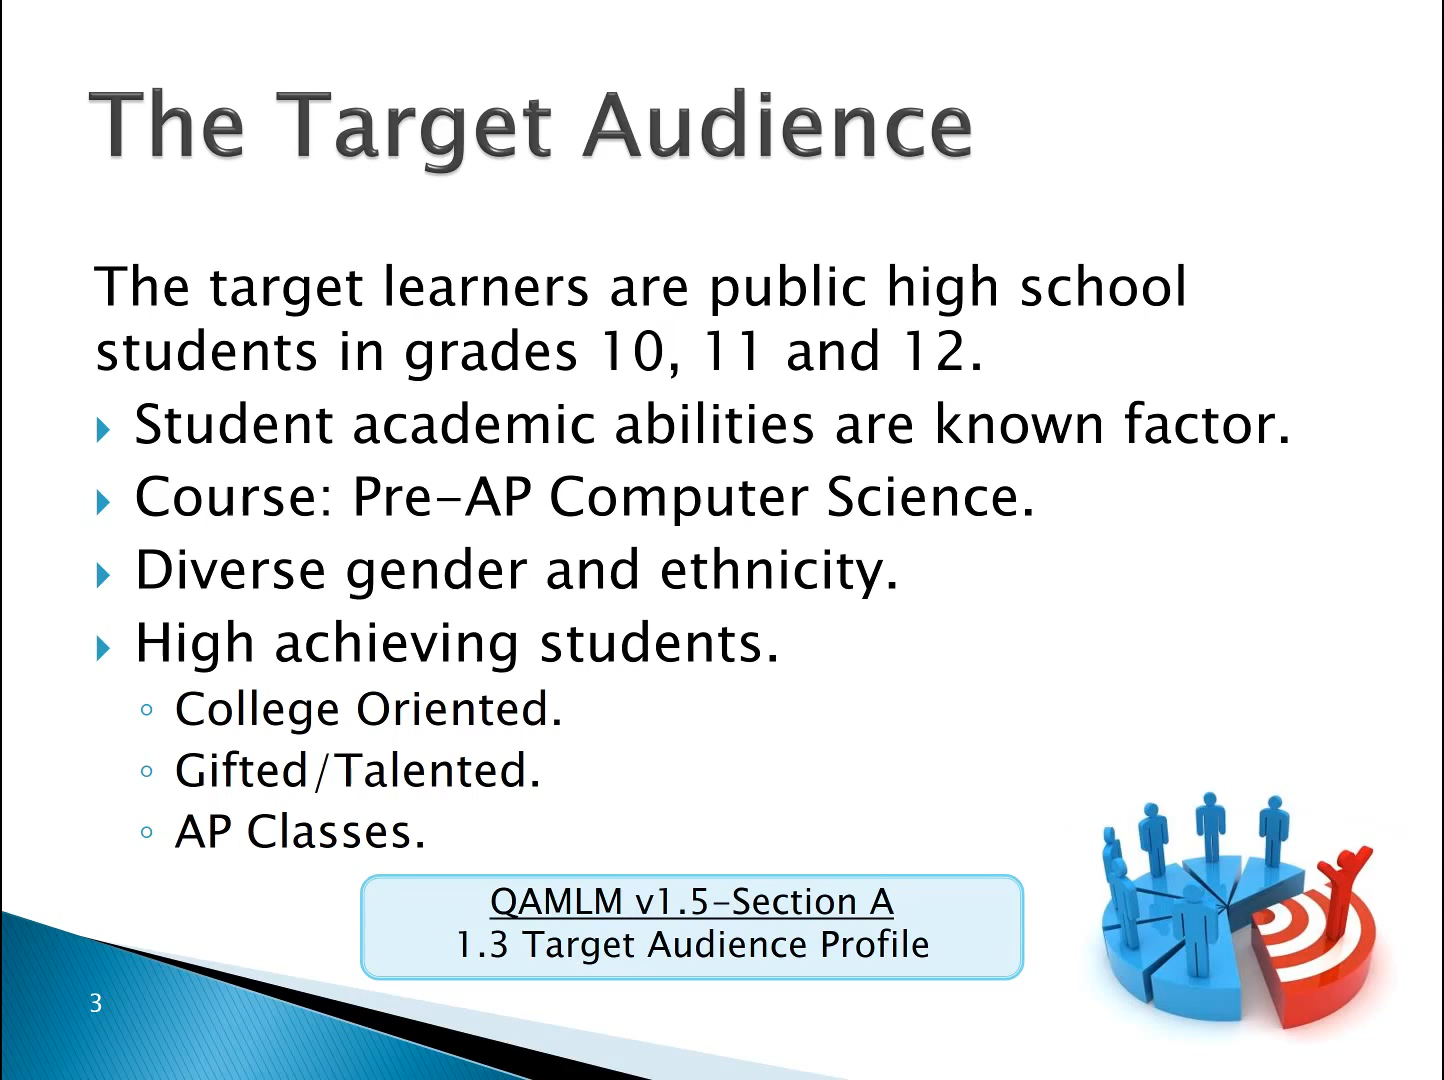 The Target Audience
The target learners are public high school
students in grades 10, 11 and 12.
Student academic abilities are known factor.
Course: Pre-AP Computer Science.
Diverse gender and ethnicity.
High achieving students.
College Oriented.
Gifted/Talented.
AP Classes.
QAMLM v1.5-Section A
1.3 Target Audience Profile
3